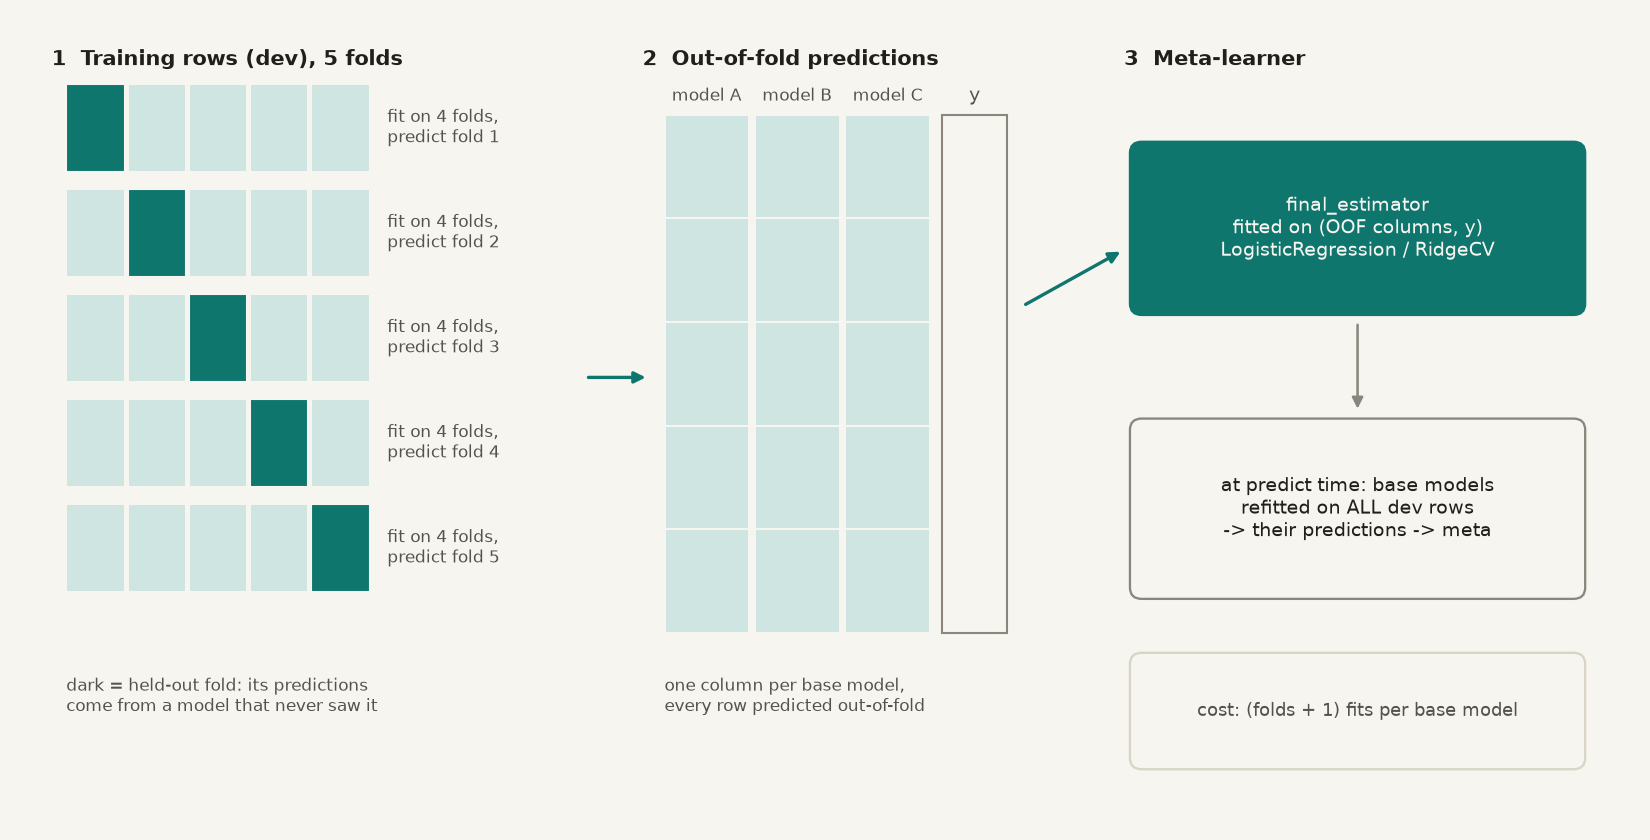 1 Training rows (dev), 5 folds
fit on 4 folds,
predict fold 1
fit on 4 folds,
predict fold 2
fit on 4 folds,
predict fold 3
fit on 4 folds,
predict fold 4
fit on 4 folds,
predict fold 5
dark = held-out fold: its predictions
come from a model that never saw it
2 Out-of-fold predictions
model A model B model C y
one column per base model,
every row predicted out-of-fold
3 Meta-learner
final_estimator
fitted on (OOF columns, y)
LogisticRegression / RidgeCV
at predict time: base models
refitted on ALL dev rows
-> their predictions -> meta
cost: (folds + 1) fits per base model